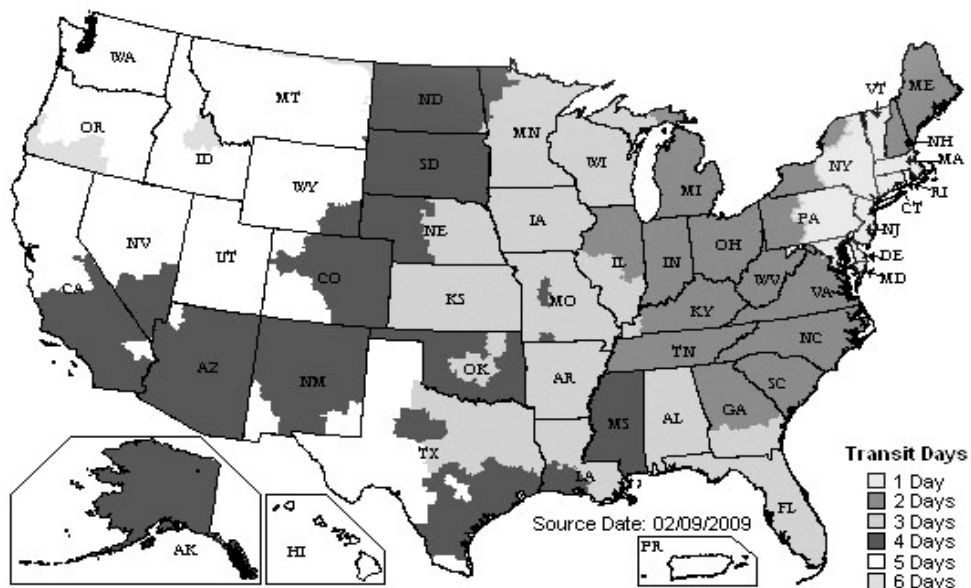 WA
MT
ND
OR
ID
MN
VT
ME
SD
WI
NY
NH
MA
WY
MI
RI
CT
IA
PA
NE
NJ
NV
UT
OH
IL
IN
DE
CO
WV
MD
CA
KS
MO
VA
KY
NC
TN
OK
AZ
NM
AR
SC
MS
AL
GA
TX
LA
FL
AK
HI
PR
Transit Days
1 Day
2 Days
3 Days
4 Days
5 Days
6 Days
Source Date: 02/09/2009